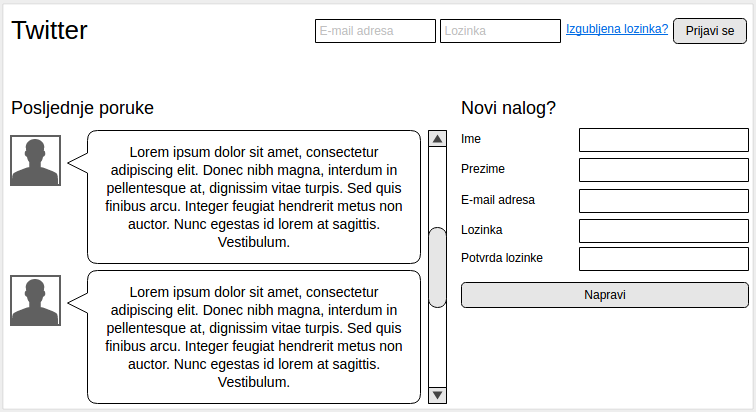 Twitter
E-mail adresa
Lozinka
Izgubljena lozinka?
Prijavi se
Posljednje poruke
Lorem ipsum dolor sit amet, consectetur
adipiscing elit. Donec nibh magna, interdum in
pellentesque at, dignissim vitae turpis. Sed quis
finibus arcu. Integer feugiat hendrerit metus non
auctor. Nunc egestas id lorem at sagittis.
Vestibulum.
Lorem ipsum dolor sit amet, consectetur
adipiscing elit. Donec nibh magna, interdum in
pellentesque at, dignissim vitae turpis. Sed quis
finibus arcu. Integer feugiat hendrerit metus non
auctor. Nunc egestas id lorem at sagittis.
Vestibulum.
Novi nalog?
Ime
Prezime
E-mail adresa
Lozinka
Potvrda lozinke
Napravi